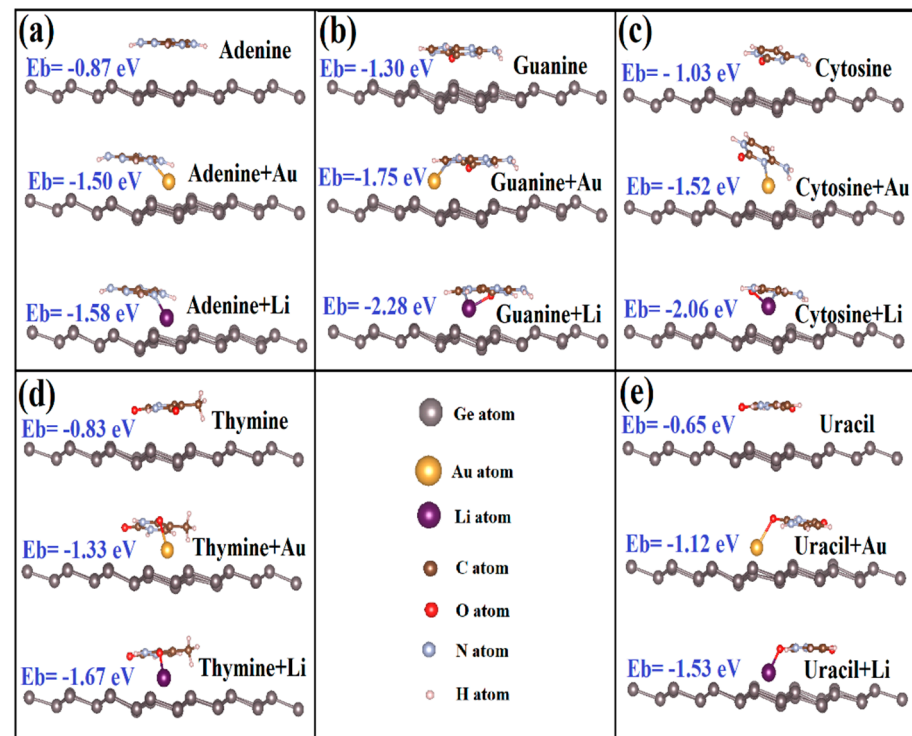 (a)
Adenine
Eb= -0.87 eV
Adenine+Au
Eb= -1.50 eV
Adenine+Li
Eb= -1.58 eV
(b)
Guanine
Eb= -1.30 eV
Guanine+Au
Eb=-1.75 eV
Guanine+Li
Eb= -2.28 eV
(c)
Cytosine
Eb= - 1.03 eV
Cytosine+Au
Eb= -1.52 eV
Cytosine+Li
Eb= -2.06 eV
(d)
Thymine
Eb= -0.83 eV
Thymine+Au
Eb= -1.33 eV
Thymine+Li
Eb= -1.67 eV
Ge atom
Au atom
Li atom
C atom
O atom
N atom
H atom
(e)
Uracil
Eb= -0.65 eV
Uracil+Au
Eb= -1.12 eV
Uracil+Li
Eb= -1.53 eV